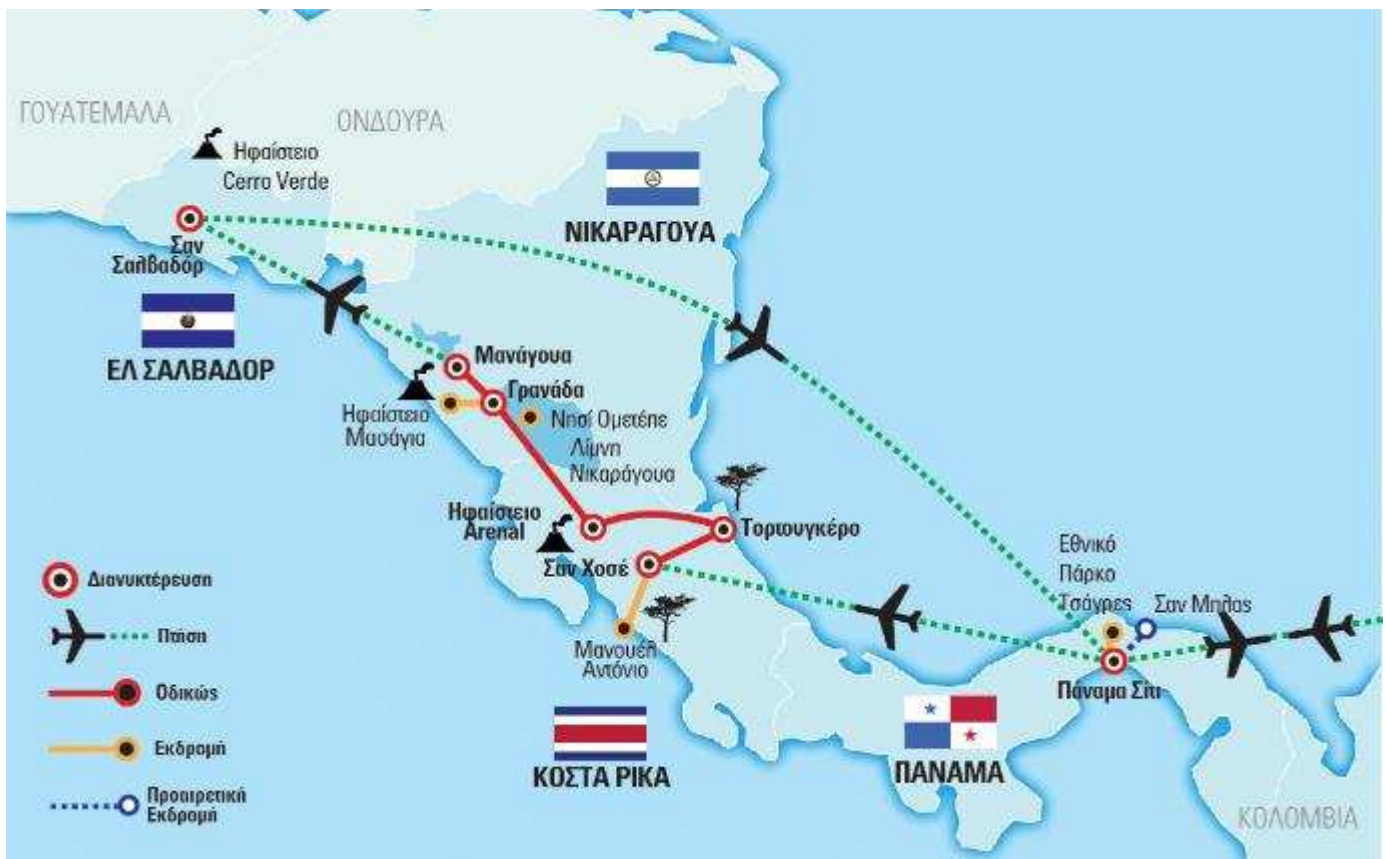 ΓΟΥΑΤΕΜΑΛΑ
ΟΝΔΟΥΡΑ
Ηφαίστειο
Cerro Verde
ΝΙΚΑΡΑΓΟΥΑ
Σαν
Σαλβαδόρ
ΕΛ ΣΑΛΒΑΔΟΡ
Μανάγουα
Γρανάδα
Ηφαίστειο
Μασάγια
Νησί Ομετέπε
Λίμνη
Νικαράγουα
Ηφαίστειο
Arenal
Τορτουγκέρο
Σαν Χοσέ
Εθνικό
Πάρκο
Τσάγρες
Σαν Μπλας
Μανουέλ
Αντόνιο
Πάναμα Σίτι
ΚΟΣΤΑ ΡΙΚΑ
ΠΑΝΑΜΑ
ΚΟΛΟΜΒΙΑ
Διανυκτέρευση
Πτήση
Οδικώς
Εκδρομή
Προαιρετική
Εκδρομή